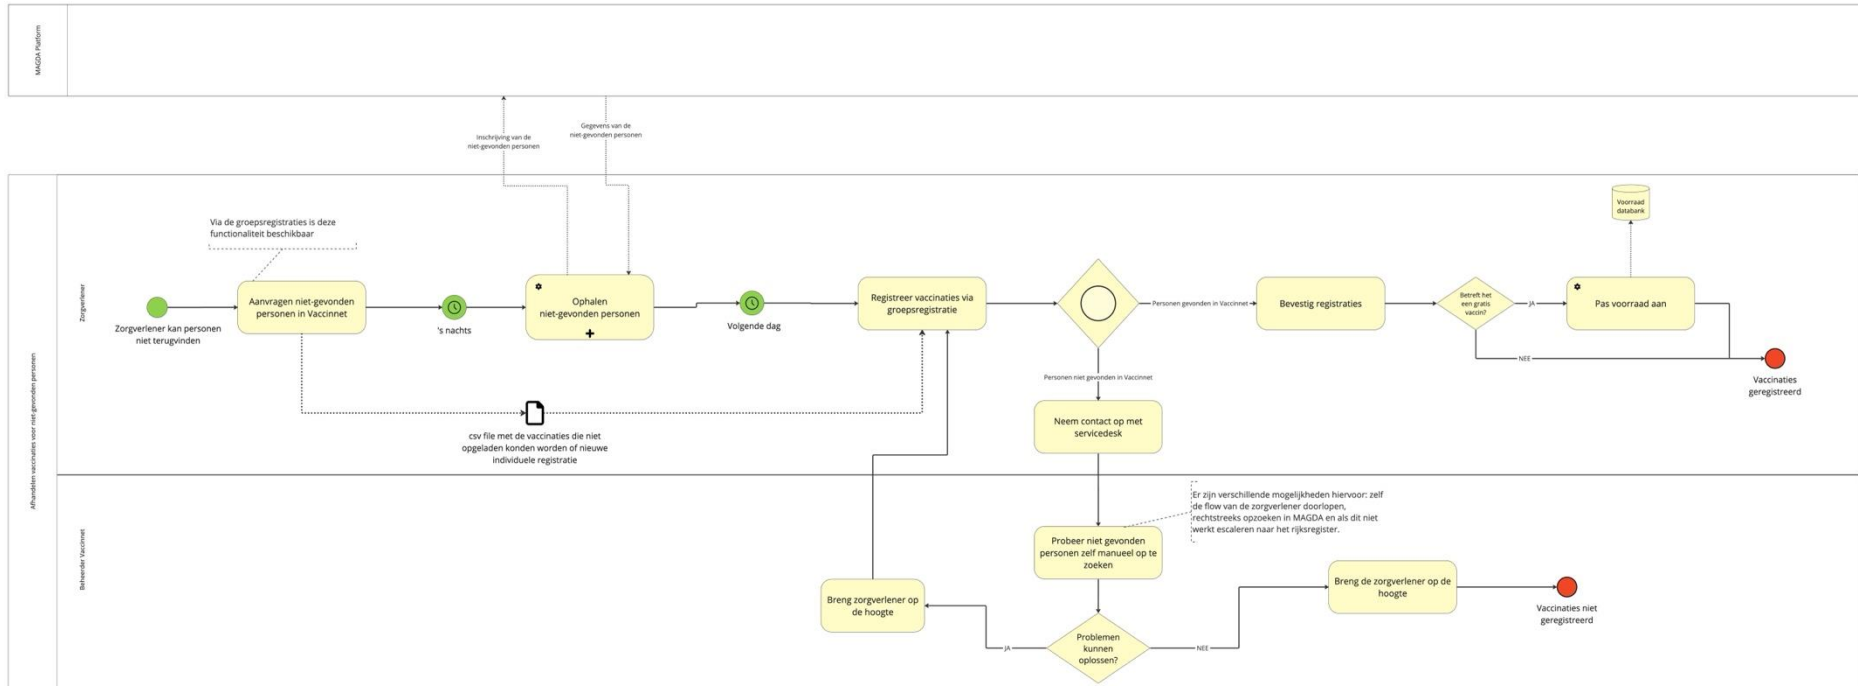 MAGDA Platform
Inschrijving van de
niet-gevonden personen
Gegevens van de
niet-gevonden personen
Afhandelen vaccinaties voor niet-gevonden personen
Zorgverlener
Via de groepsregistraties is deze
functionaliteit beschikbaar
Zorgverlener kan personen
niet terugvinden
Aanvragen niet-gevonden
personen in Vaccinnet
's nachts
Ophalen
niet-gevonden personen
Volgende dag
Registreer vaccinaties via
groepsregistratie
Personen gevonden in Vaccinnet
Bevestig registraties
Betreft het
een gratis
vaccin?
JA
Pas voorraad aan
Voorraad
databank
NEE
Vaccinaties
geregistreerd
Personen niet gevonden in Vaccinnet
Neem contact op met
servicedesk
csv file met de vaccinaties die niet
opgeladen konden worden of nieuwe
individuele registratie
Beheerder Vaccinnet
Er zijn verschillende mogelijkheden hiervoor: zelf
de flow van de zorgverlener doorlopen,
rechtstreeks opzoeken in MAGDA en als dit niet
werkt escaleren naar het rijksregister.
Probeer niet gevonden
personen zelf manueel op te
zoeken
Breng zorgverlener op
de hoogte
JA
Problemen
kunnen
oplossen?
NEE
Breng de zorgverlener op de
hoogte
Vaccinaties niet
geregistreerd